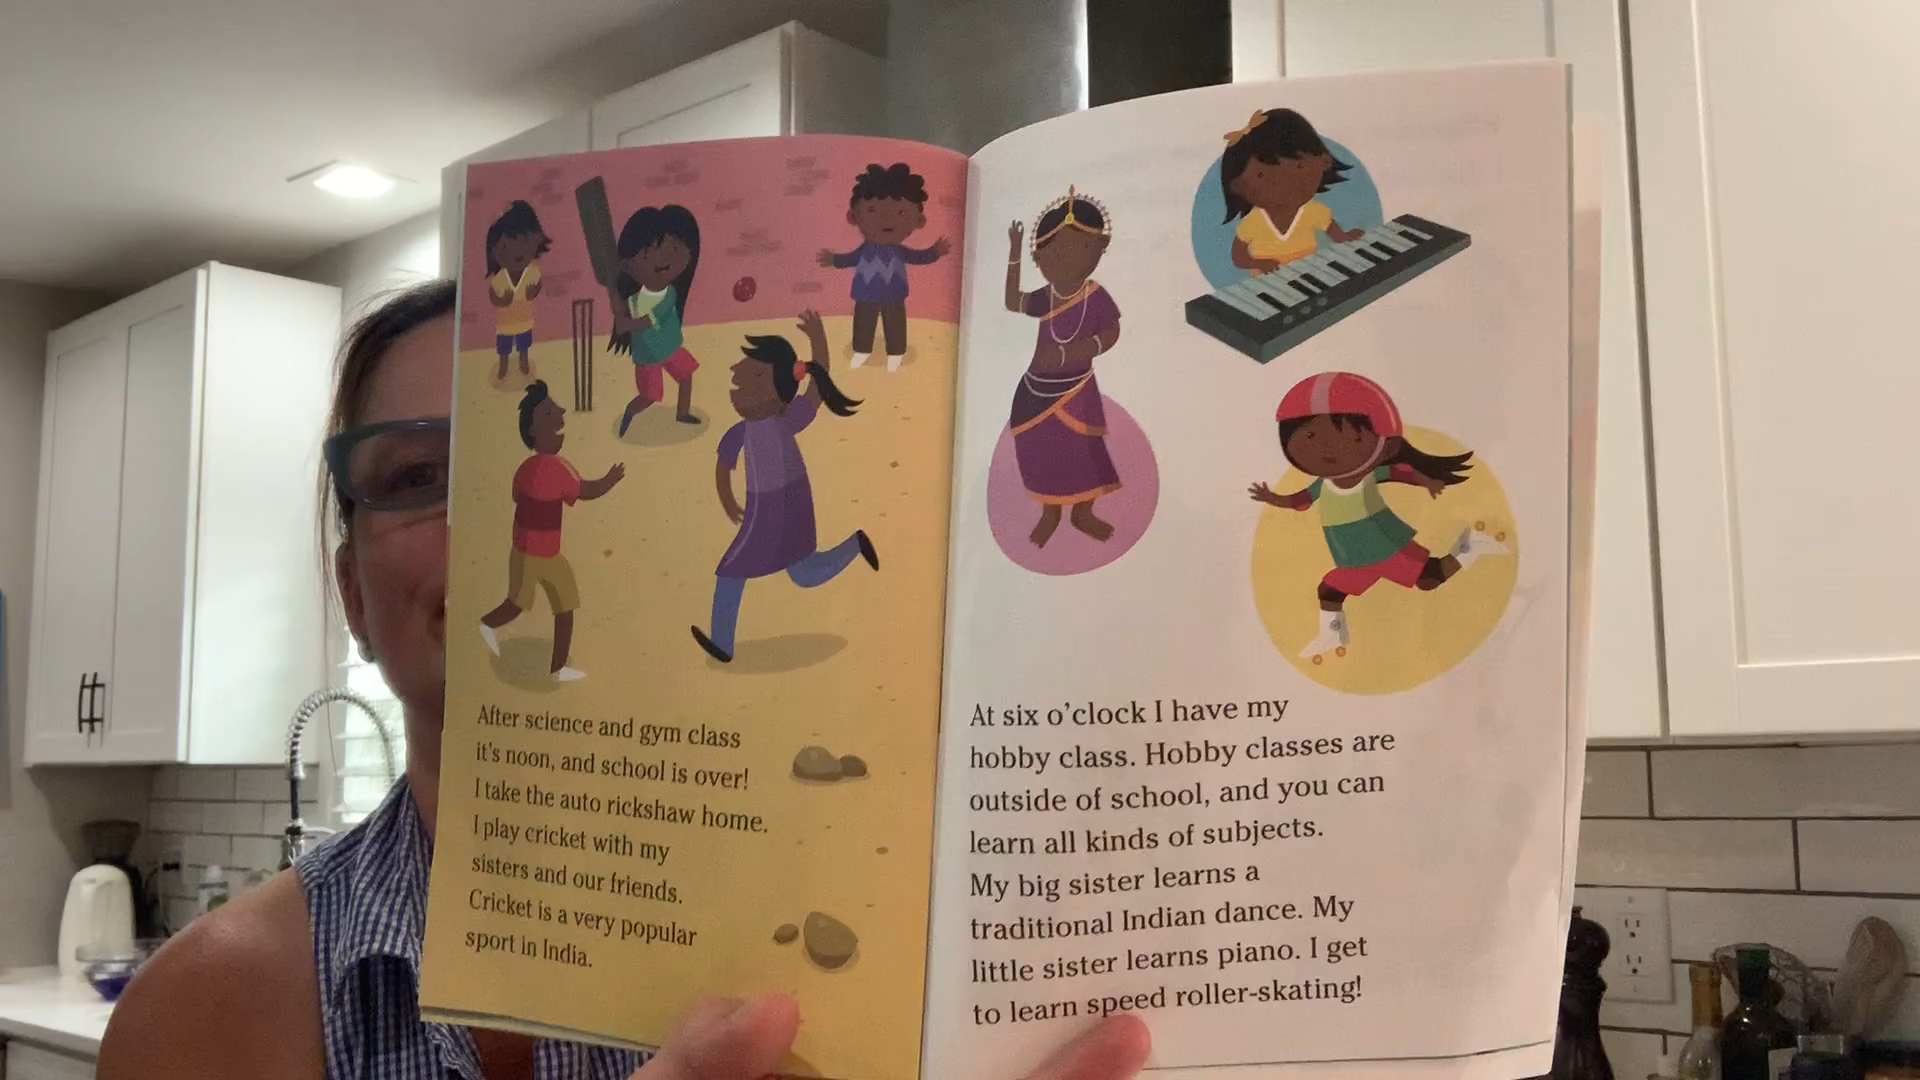 After science and gym class
it's noon, and school is over!
I take the auto rickshaw home.
I play cricket with my
sisters and our friends.
Cricket is a very popular
sport in India.
At six o'clock I have my
hobby class. Hobby classes are
outside of school, and you can
learn all kinds of subjects.
My big sister learns a
traditional Indian dance. My
little sister learns piano. I get
to learn speed roller-skating!